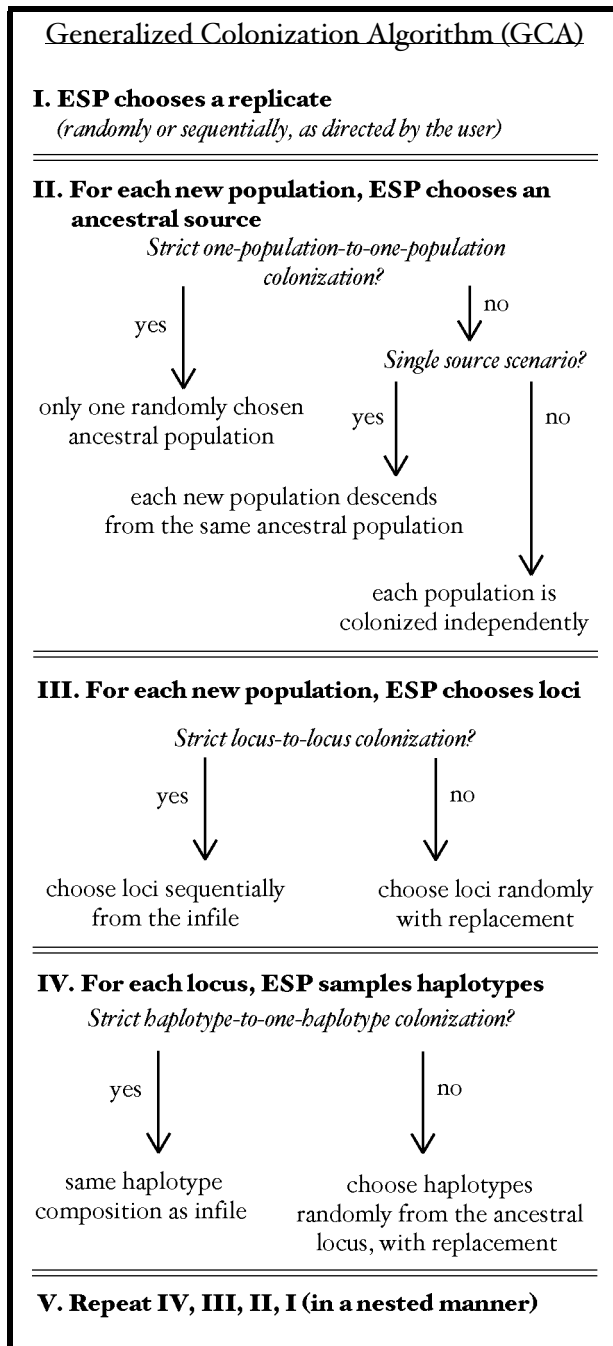 Generalized Colonization Algorithm (GCA)
I. ESP chooses a replicate
(randomly or sequentially, as directed by the user)
II. For each new population, ESP chooses an
ancestral source
Strict one-population-to-one-population
colonization?
yes
no
Single source scenario?
only one randomly chosen
ancestral population
yes
no
each new population descends
from the same ancestral population
each population is
colonized independently
III. For each new population, ESP chooses loci
Strict locus-to-locus colonization?
yes
no
choose loci sequentially
from the infile
choose loci randomly
with replacement
IV. For each locus, ESP samples haplotypes
Strict haplotype-to-one-haplotype colonization?
yes
no
same haplotype
composition as infile
choose haplotypes
randomly from the ancestral
locus, with replacement
V. Repeat IV, III, II, I (in a nested manner)